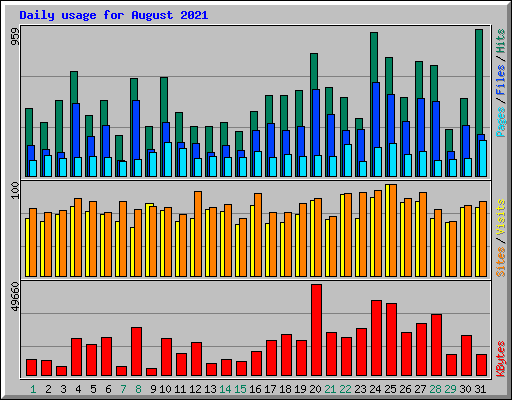 Daily usage for August 2021
959
Pages / Files / Hits
100
Sites / Visits
49660
KBytes
1 2 3 4 5 6 7 8 9 10 11 12 13 14 15 16 17 18 19 20 21 22 23 24 25 26 27 28 29 30 31